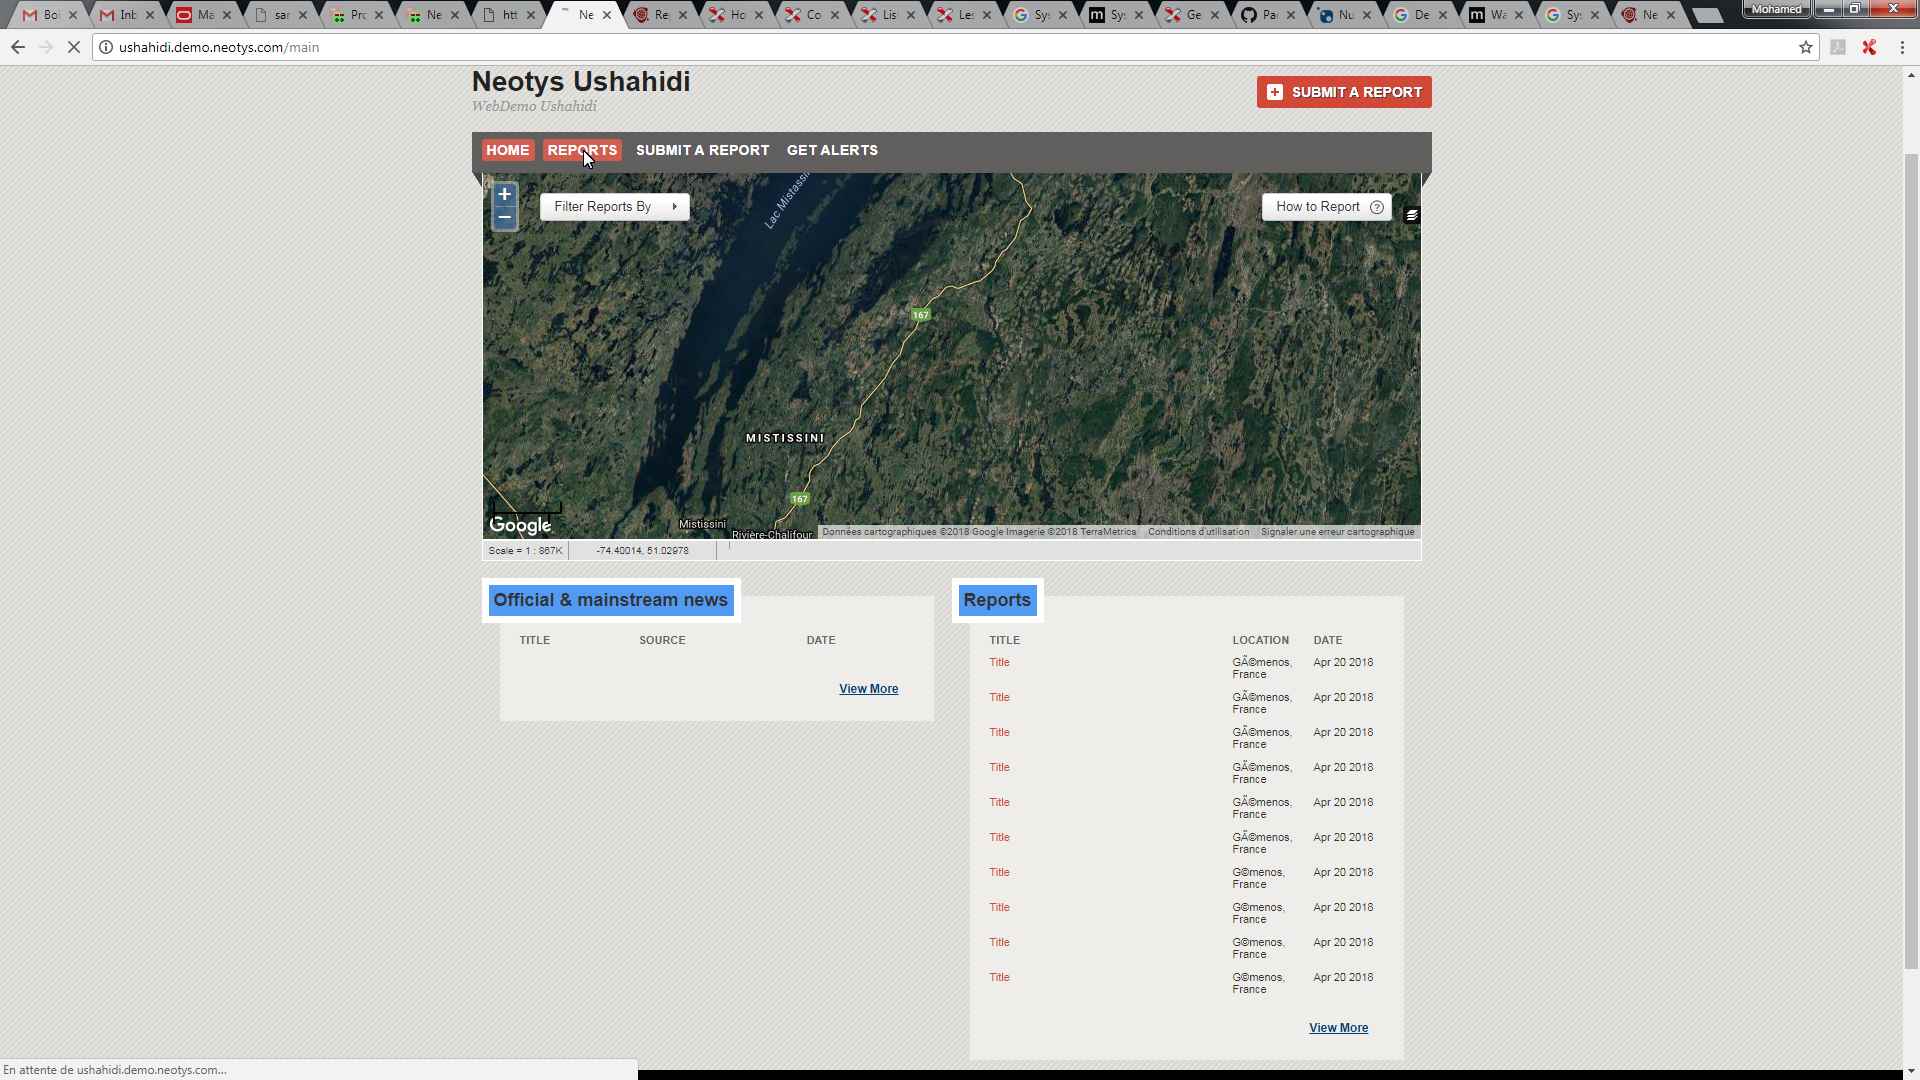 Boi
Inb
Ma
sar
Pro
Ne
htt
Ne
Re
Ho
Co
List
Les
Sys
Sys
Ge
Pac
Nu
De
Wa
Sys
Ne
Mohamed
ushahidi.demo.neotys.com/main
Neotys Ushahidi
WebDemo Ushahidi
SUBMIT A REPORT
HOME REPORTS SUBMIT A REPORT GET ALERTS
Filter Reports By
How to Report ?
Lac Mistassini
167
MISTISSINI
167
Mistissini
Rivière-Chalifour
Google
Données cartographiques ©2018 Google Imagerie ©2018 TerraMetrics Conditions d'utilisation Signaler une erreur cartographique
Scale = 1 : 867K -74.40014, 51.02978
Official & mainstream news
TITLE SOURCE DATE
View More
Reports
TITLE LOCATION DATE
Title GÃ©menos, France Apr 20 2018
Title GÃ©menos, France Apr 20 2018
Title GÃ©menos, France Apr 20 2018
Title GÃ©menos, France Apr 20 2018
Title GÃ©menos, France Apr 20 2018
Title GÃ©menos, France Apr 20 2018
Title G©menos, France Apr 20 2018
Title G©menos, France Apr 20 2018
Title G©menos, France Apr 20 2018
Title G©menos, France Apr 20 2018
View More
En attente de ushahidi.demo.neotys.com...